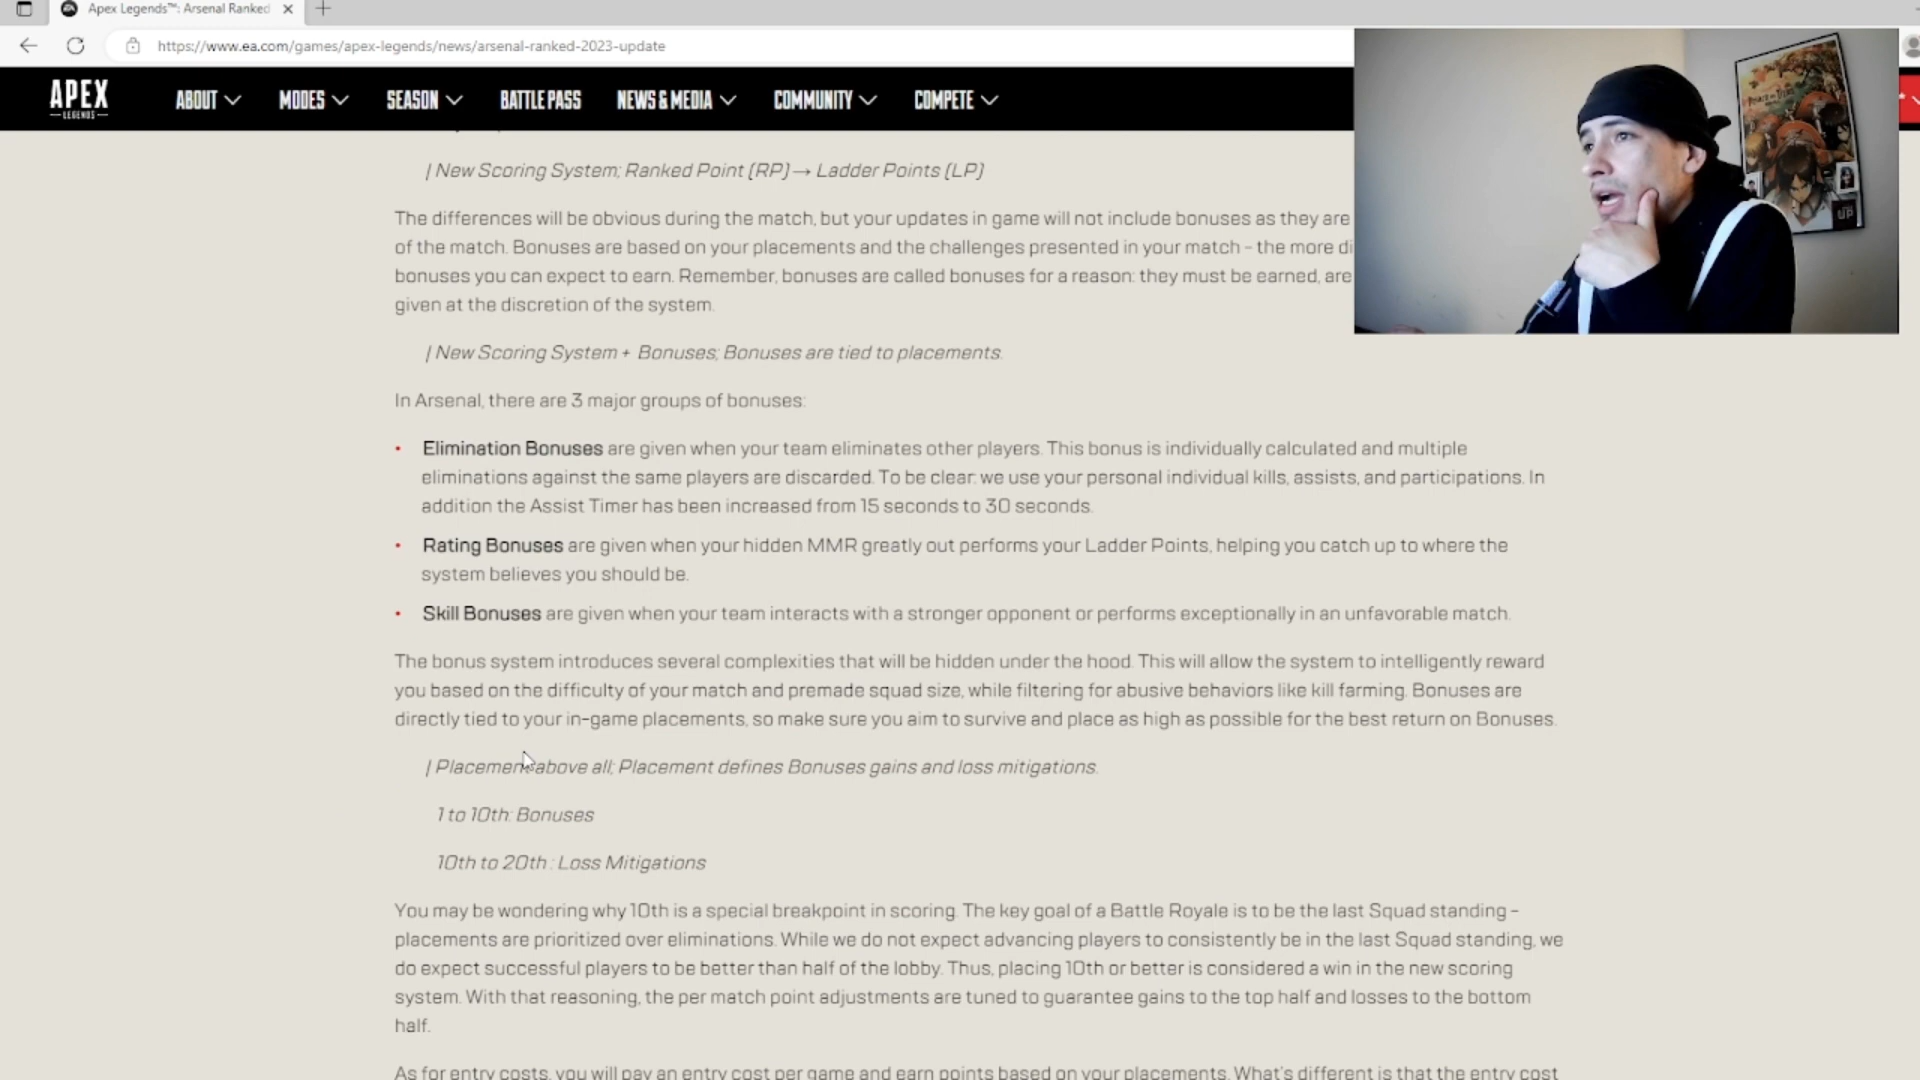 Apex Legends™: Arsenal Ranked
https://www.ea.com/games/apex-legends/news/arsenal-ranked-2023-update
APEX
LEGENDS
ABOUT
MODES
SEASON
BATTLE PASS
NEWS & MEDIA
COMMUNITY
COMPETE
| New Scoring System; Ranked Point (RP) → Ladder Points (LP)
The differences will be obvious during the match, but your updates in game will not include bonuses as they are
of the match. Bonuses are based on your placements and the challenges presented in your match - the more di
bonuses you can expect to earn. Remember, bonuses are called bonuses for a reason: they must be earned, are
given at the discretion of the system.
| New Scoring System + Bonuses; Bonuses are tied to placements.
In Arsenal, there are 3 major groups of bonuses:
• Elimination Bonuses are given when your team eliminates other players. This bonus is individually calculated and multiple
eliminations against the same players are discarded. To be clear: we use your personal individual kills, assists, and participations. In
addition the Assist Timer has been increased from 15 seconds to 30 seconds.
• Rating Bonuses are given when your hidden MMR greatly out performs your Ladder Points, helping you catch up to where the
system believes you should be.
• Skill Bonuses are given when your team interacts with a stronger opponent or performs exceptionally in an unfavorable match.
The bonus system introduces several complexities that will be hidden under the hood. This will allow the system to intelligently reward
you based on the difficulty of your match and premade squad size, while filtering for abusive behaviors like kill farming. Bonuses are
directly tied to your in-game placements, so make sure you aim to survive and place as high as possible for the best return on Bonuses.
| Placement above all; Placement defines Bonuses gains and loss mitigations.
1 to 10th: Bonuses
10th to 20th : Loss Mitigations
You may be wondering why 10th is a special breakpoint in scoring. The key goal of a Battle Royale is to be the last Squad standing -
placements are prioritized over eliminations. While we do not expect advancing players to consistently be in the last Squad standing, we
do expect successful players to be better than half of the lobby. Thus, placing 10th or better is considered a win in the new scoring
system. With that reasoning, the per match point adjustments are tuned to guarantee gains to the top half and losses to the bottom
half.
As for entry costs, you will pay an entry cost per game and earn points based on your placements. What's different is that the entry cost